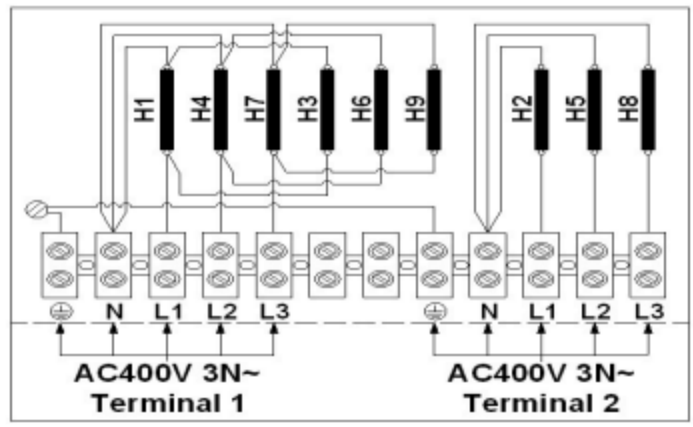 H1 H4 H7 H3 H6 H9 H2 H5 H8
N L1 L2 L3 N L1 L2 L3
AC400V 3N~ AC400V 3N~
Terminal 1 Terminal 2